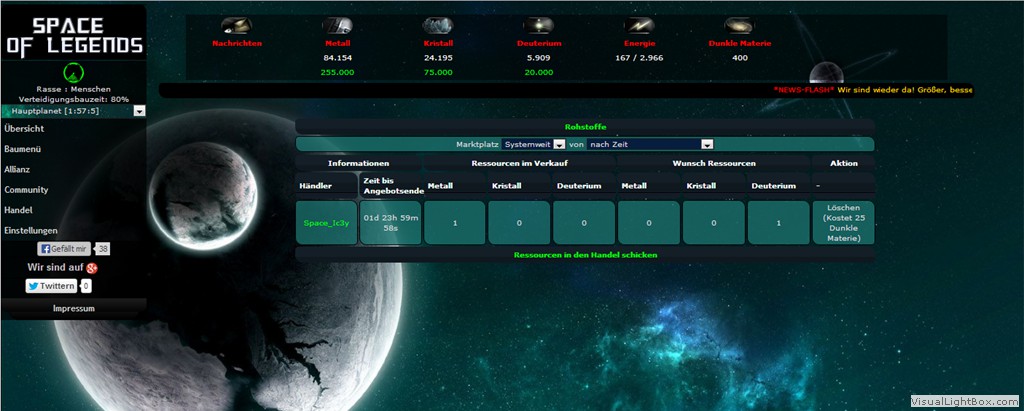 SPACE
OF LEGENDS
Rasse : Menschen
Verteidigungsbauzeit: 80%
Hauptplanet [1:57:5]
Übersicht
Baumenü
Allianz
Community
Handel
Einstellungen
Gefällt mir 38
Wir sind auf g+
Twittern 0
Impressum
Nachrichten Metall Kristall Deuterium Energie Dunkle Materie
84.154 24.195 5.909 167 / 2.966 400
255.000 75.000 20.000
*NEWS-FLASH* Wir sind wieder da! Größer, besse
Rohstoffe
Marktplatz Systemweit von nach Zeit
Informationen Ressourcen im Verkauf Wunsch Ressourcen Aktion
Händler Zeit bis Angebotsende Metall Kristall Deuterium Metall Kristall Deuterium -
Space_Ic3y 01d 23h 59m 58s 1 0 0 0 0 1 Löschen (Kostet 25 Dunkle Materie)
Ressourcen in den Handel schicken
VisualLightBox.com